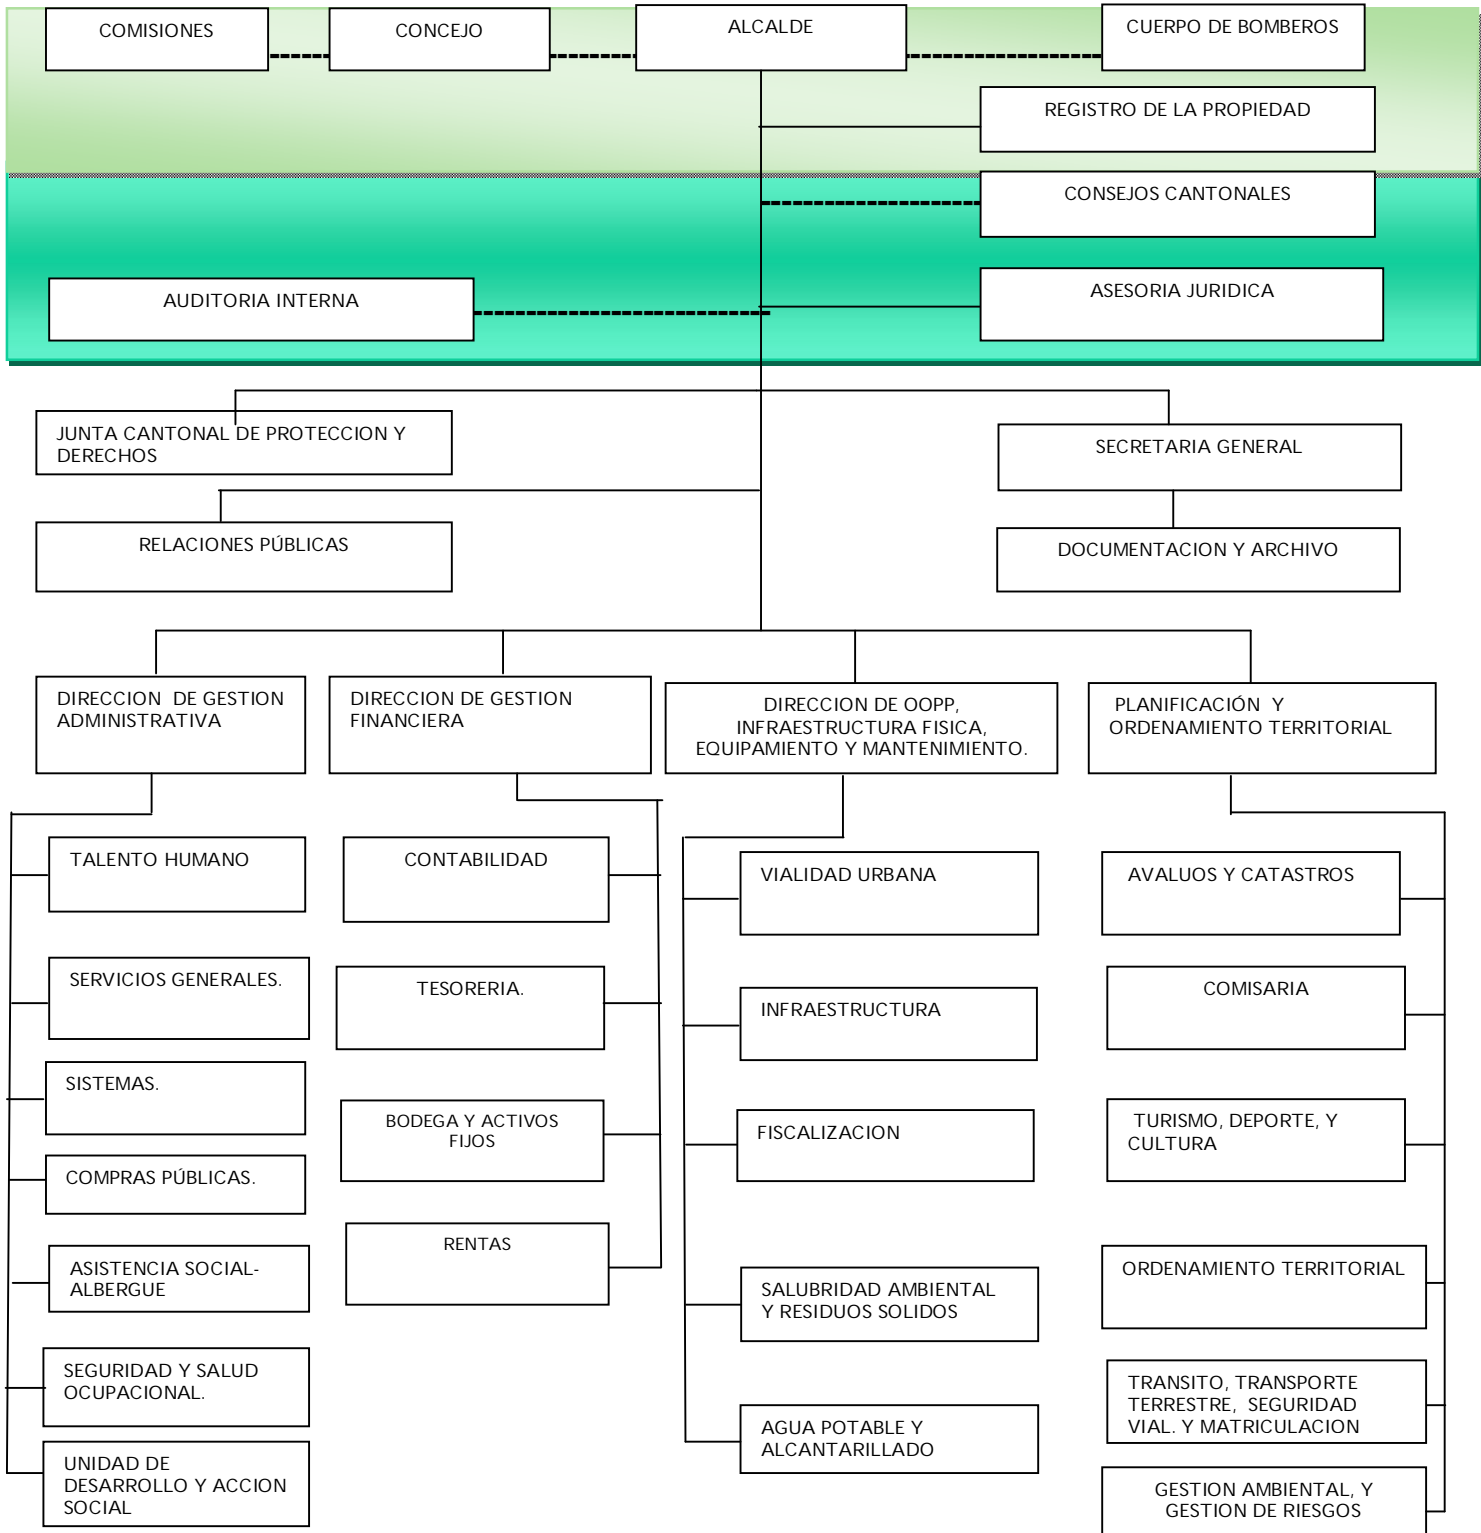 COMISIONES
CONCEJO
ALCALDE
CUERPO DE BOMBEROS
REGISTRO DE LA PROPIEDAD
CONSEJOS CANTONALES
AUDITORIA INTERNA
ASESORIA JURIDICA
JUNTA CANTONAL DE PROTECCION Y
DERECHOS
SECRETARIA GENERAL
RELACIONES PÚBLICAS
DOCUMENTACION Y ARCHIVO
DIRECCION DE GESTION
ADMINISTRATIVA
DIRECCION DE GESTION
FINANCIERA
DIRECCION DE OOPP,
INFRAESTRUCTURA FISICA,
EQUIPAMIENTO Y MANTENIMIENTO.
PLANIFICACIÓN Y
ORDENAMIENTO TERRITORIAL
TALENTO HUMANO
SERVICIOS GENERALES.
SISTEMAS.
COMPRAS PÚBLICAS.
ASISTENCIA SOCIAL-
ALBERGUE
SEGURIDAD Y SALUD
OCUPACIONAL.
UNIDAD DE
DESARROLLO Y ACCION
SOCIAL
CONTABILIDAD
TESORERIA.
BODEGA Y ACTIVOS
FIJOS
RENTAS
VIALIDAD URBANA
INFRAESTRUCTURA
FISCALIZACION
SALUBRIDAD AMBIENTAL
Y RESIDUOS SOLIDOS
AGUA POTABLE Y
ALCANTARILLADO
AVALUOS Y CATASTROS
COMISARIA
TURISMO, DEPORTE, Y
CULTURA
ORDENAMIENTO TERRITORIAL
TRANSITO, TRANSPORTE
TERRESTRE, SEGURIDAD
VIAL. Y MATRICULACION
GESTION AMBIENTAL, Y
GESTION DE RIESGOS